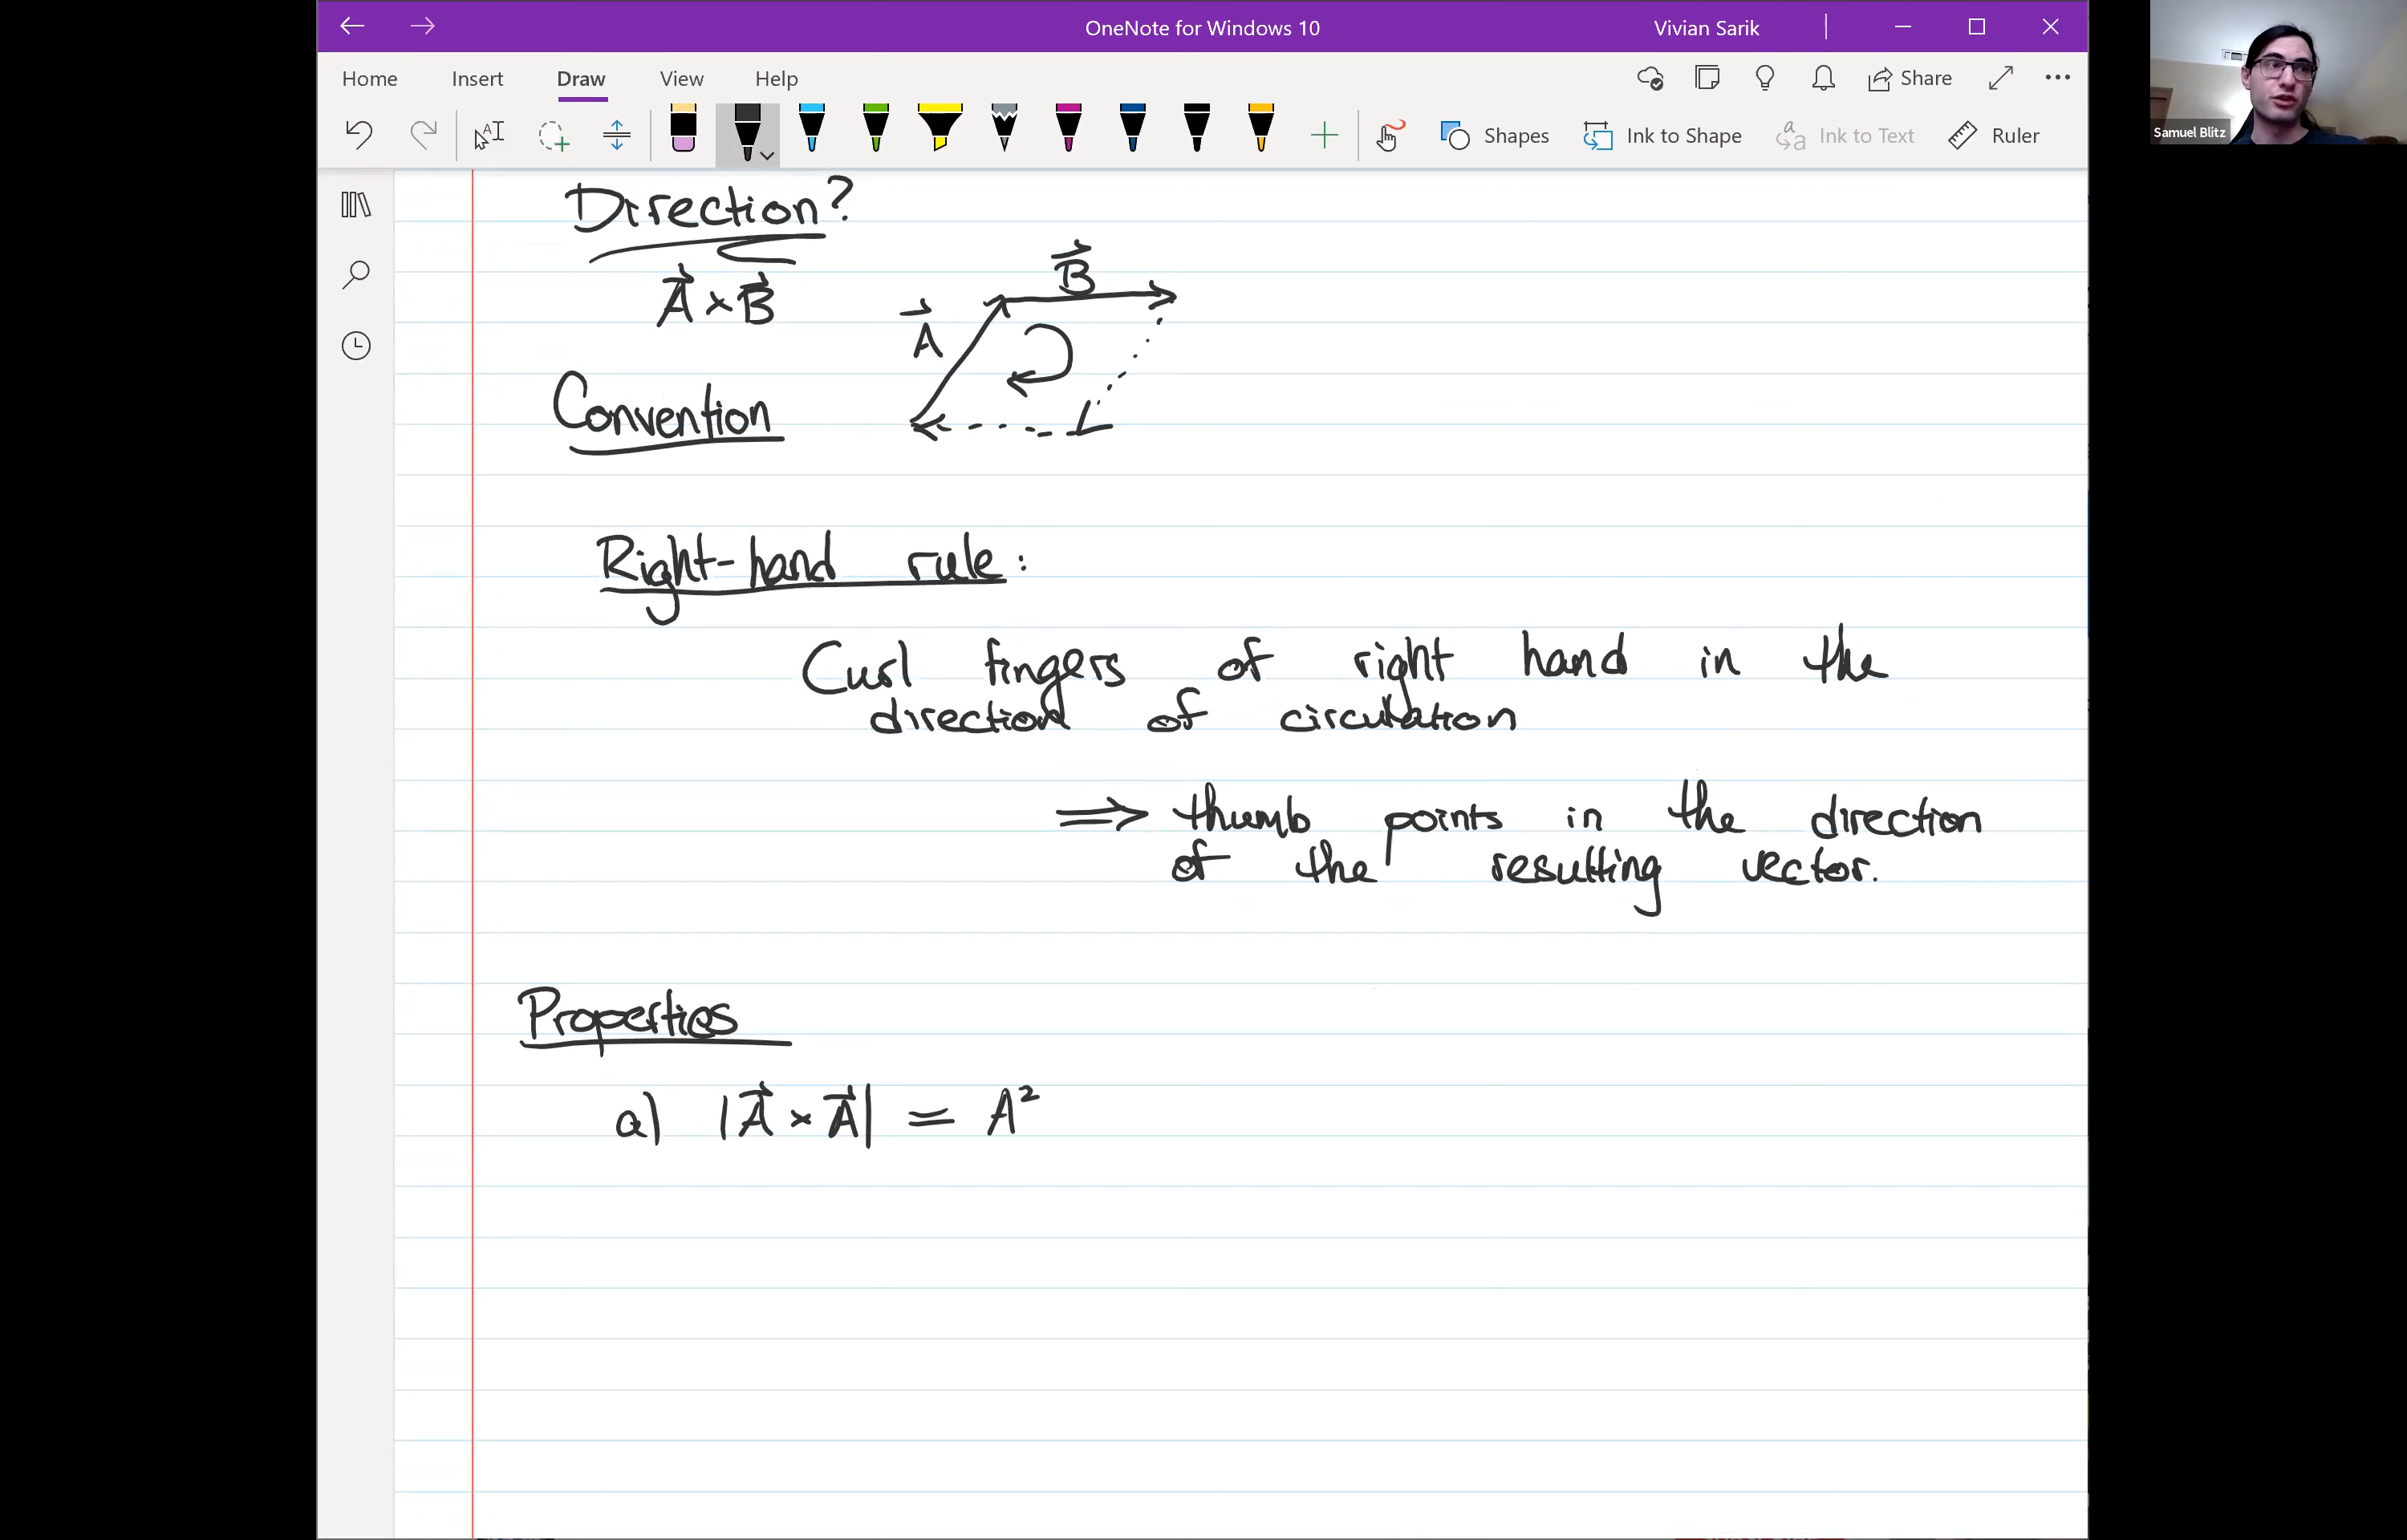 OneNote for Windows 10
Vivian Sarik
Home Insert Draw View Help
Share
Shapes Ink to Shape Ink to Text Ruler
Samuel Blitz
Direction?
A⃗ × B⃗
B⃗
A⃗
Convention
Right-hand rule:
Curl fingers of right hand in the
direction of circulation
⟹ thumb points in the direction
of the resulting vector.
Properties
a) |A⃗ × A⃗| = A²